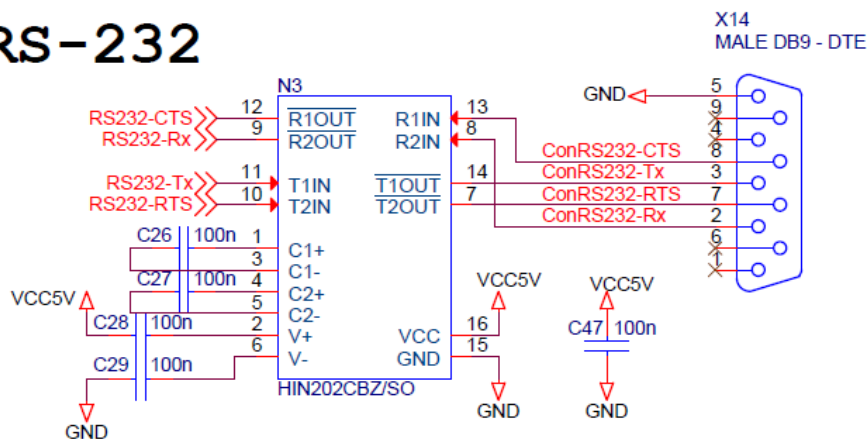 RS-232
X14
MALE DB9 - DTE
N3
RS232-CTS 12 R1OUT R1IN 13
RS232-Rx 9 R2OUT R2IN 8
RS232-Tx 11 T1IN T1OUT 14
RS232-RTS 10 T2IN T2OUT 7
GND 5
9
4
ConRS232-CTS 8
ConRS232-Tx 3
ConRS232-RTS 7
ConRS232-Rx 2
6
1
C26 100n 1 C1+
3 C1-
C27 100n 4 C2+
5 C2-
VCC5V
C28 100n 2 V+
C29 100n 6 V-
VCC 16
GND 15
HIN202CBZ/SO
GND
VCC5V
GND
VCC5V
C47 100n
GND